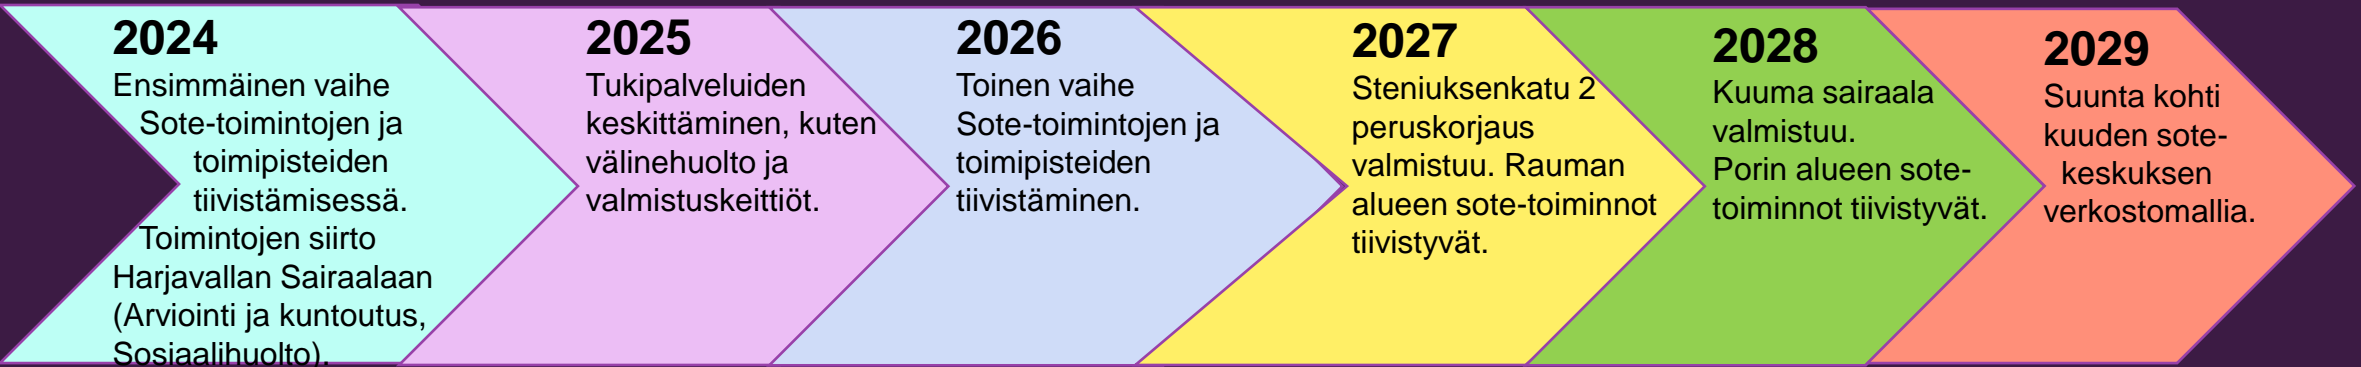 2024
Ensimmäinen vaihe
Sote-toimintojen ja
toimipisteiden
tiivistämisessä.
Toimintojen siirto
Harjavallan Sairaalaan
(Arviointi ja kuntoutus,
Sosiaalihuolto).
2025
Tukipalveluiden
keskittäminen, kuten
välinehuolto ja
valmistuskeittiöt.
2026
Toinen vaihe
Sote-toimintojen ja
toimipisteiden
tiivistäminen.
2027
Steniuksenkatu 2
peruskorjaus
valmistuu. Rauman
alueen sote-toiminnot
tiivistyvät.
2028
Kuuma sairaala
valmistuu.
Porin alueen sote-
toiminnot tiivistyvät.
2029
Suunta kohti
kuuden sote-
keskuksen
verkostomallia.